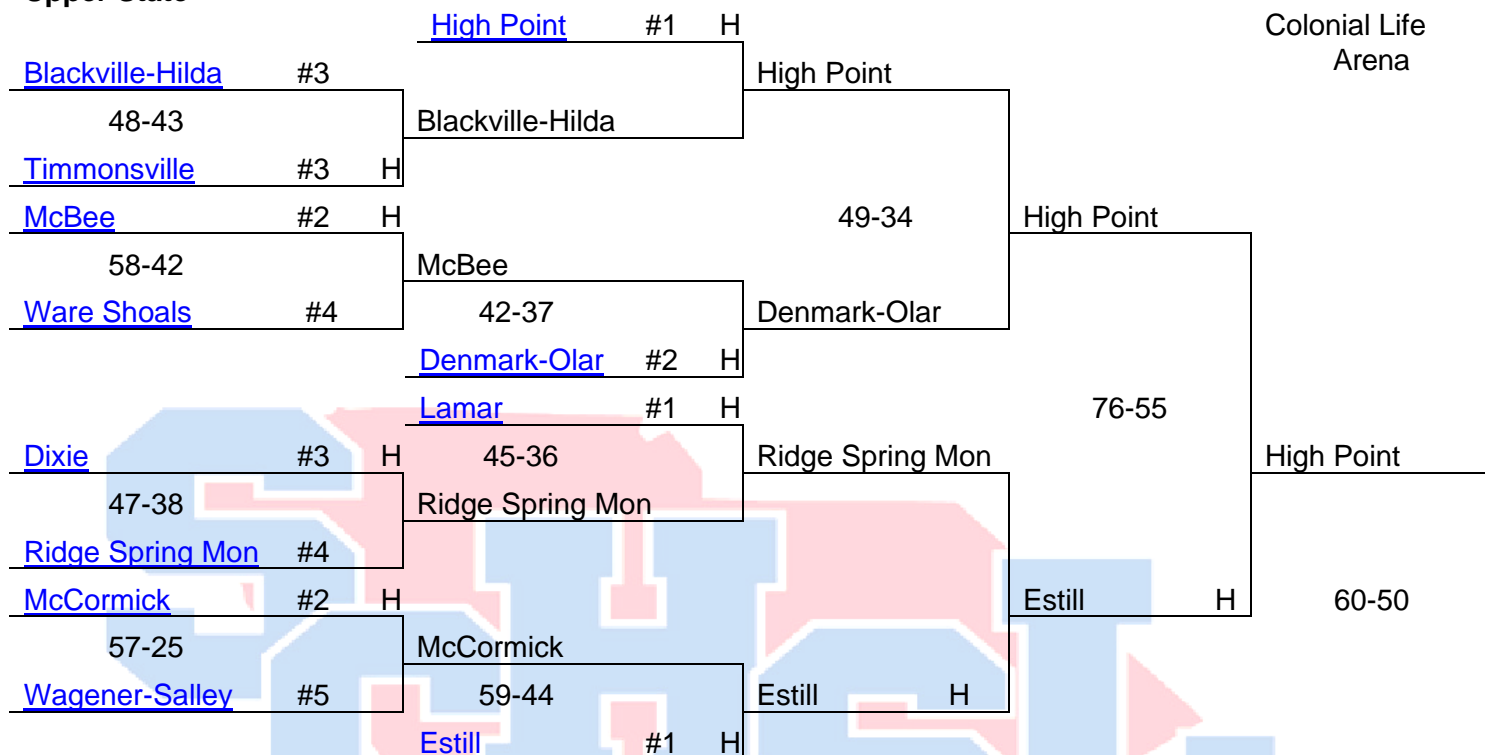 High Point #1 H Colonial Life
Blackville-Hilda #3 High Point Arena
48-43 Blackville-Hilda
Timmonsville #3 H
McBee #2 H 49-34 High Point
58-42 McBee
Ware Shoals #4 42-37 Denmark-Olar
Denmark-Olar #2 H
Lamar #1 H 76-55
Dixie #3 H 45-36 Ridge Spring Mon High Point
47-38 Ridge Spring Mon
Ridge Spring Mon #4
McCormick #2 H Estill H 60-50
57-25 McCormick
Wagener-Salley #5 59-44 Estill H
Estill #1 H